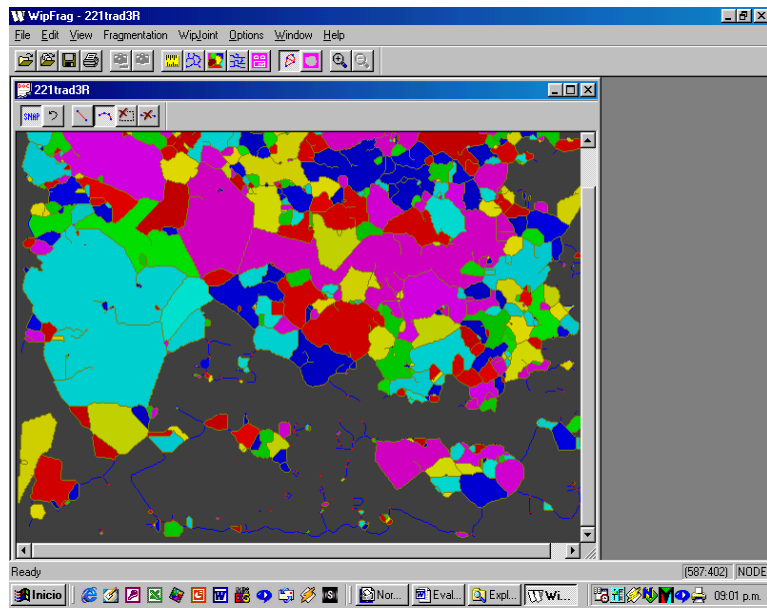 WipFrag - 221trad3R
File Edit View Fragmentation WipJoint Options Window Help
221trad3R
SNAP
Ready [587:402] NODE
Inicio Nor... Eval... Expl... Wi... 09:01 p.m.